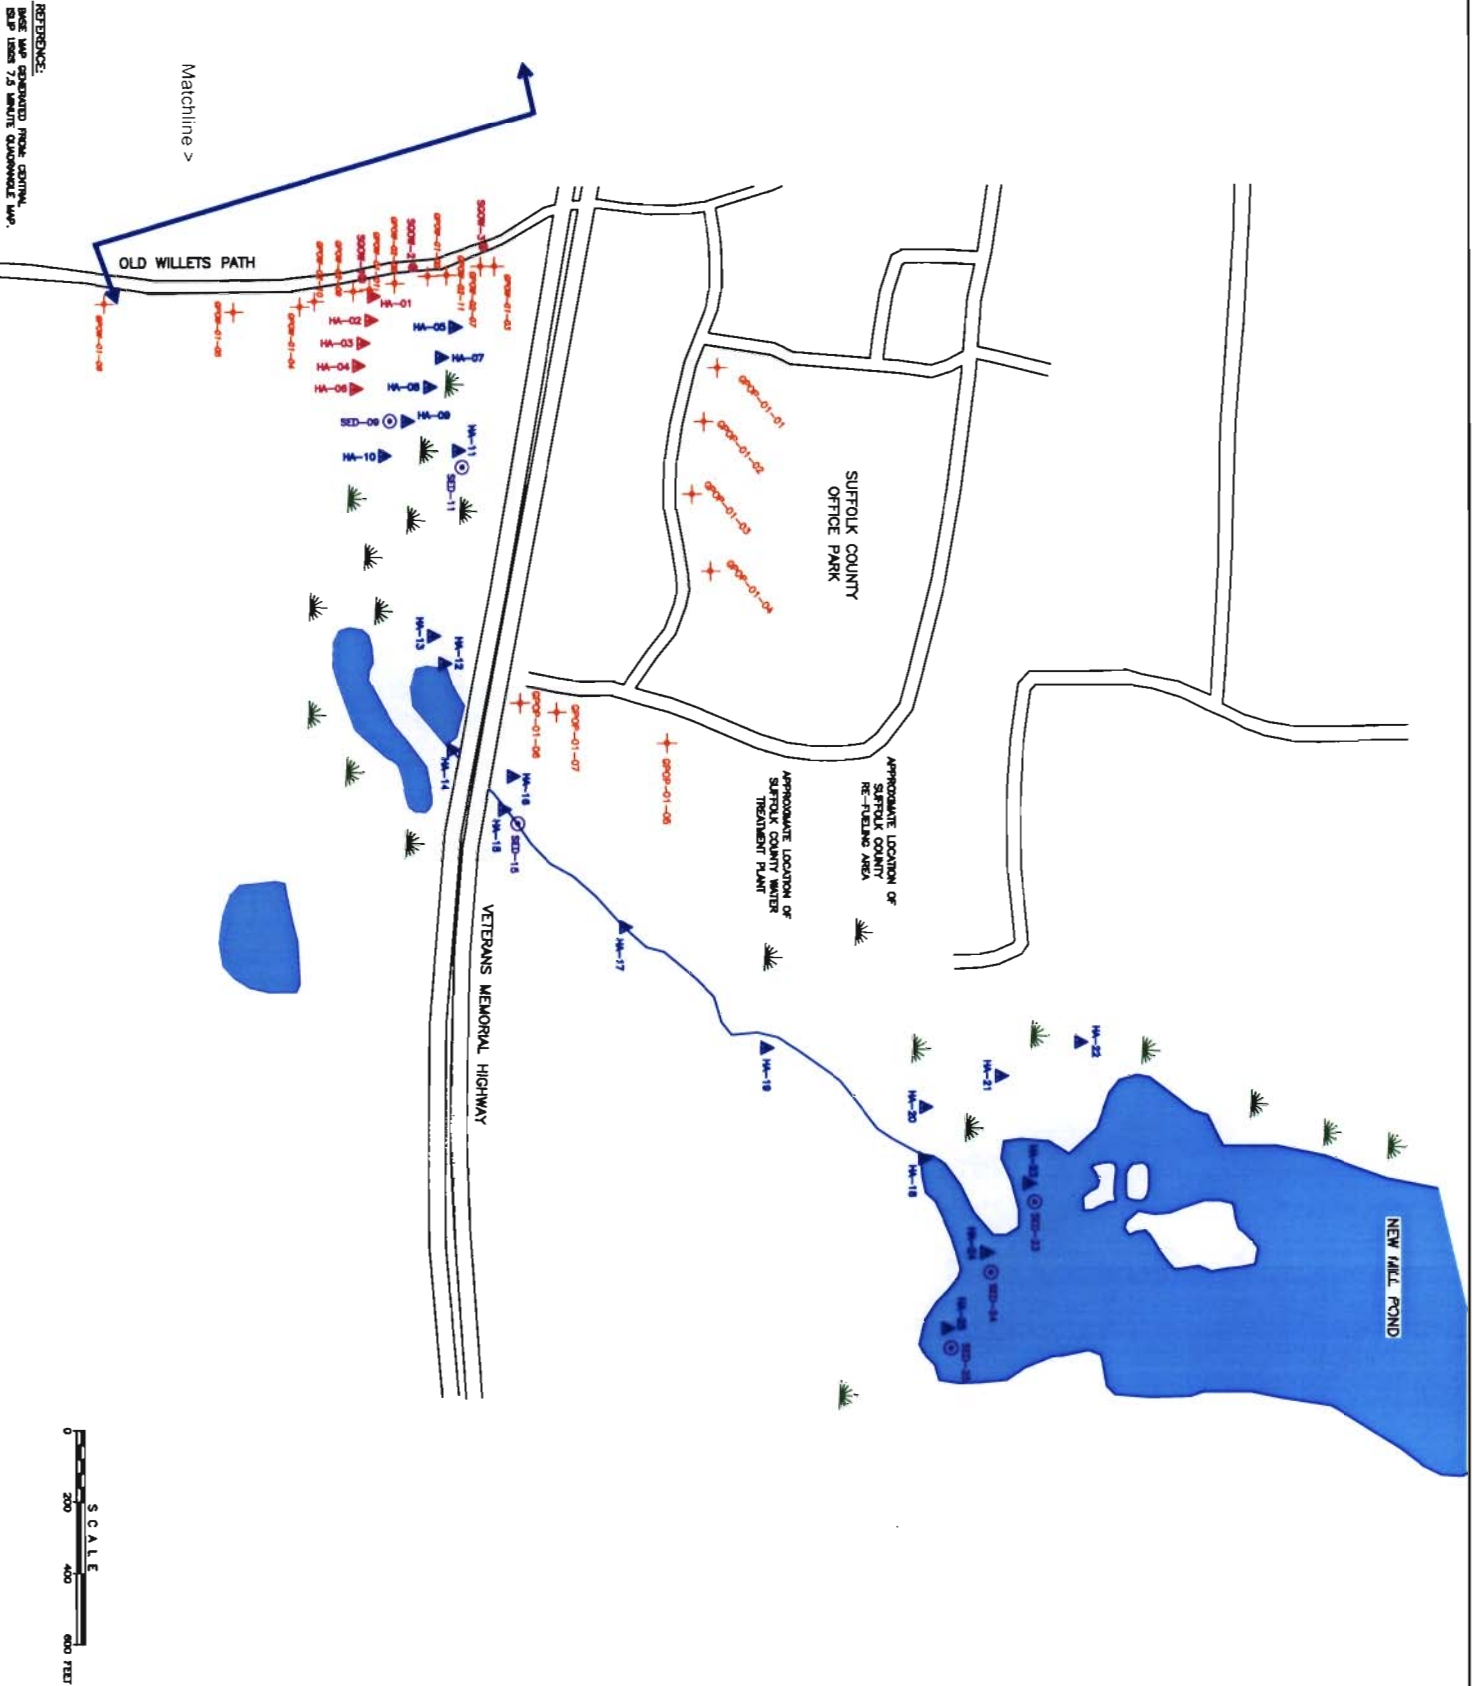 REFERENCE:
BASE MAP GENERATED FROM: CENTRAL
ISLIP USGS 7.5 MINUTE QUADRANGLE MAP.
Matchline >
OLD WILLETS PATH
HA-01
HA-02
HA-03
HA-04
HA-06
HA-05
HA-07
HA-08
HA-09
SED-09
HA-10
HA-11
SED-11
HA-13
HA-12
HA-14
HA-16
HA-15
SED-15
HA-17
HA-19
HA-18
HA-20
HA-21
HA-22
HA-23
SED-23
HA-24
SED-24
SED-25
GPOP-01-01
GPOP-01-02
GPOP-01-03
GPOP-01-04
GPOP-01-06
GPOP-01-07
SUFFOLK COUNTY
OFFICE PARK
APPROXIMATE LOCATION OF
SUFFOLK COUNTY
RE-FUELING AREA
APPROXIMATE LOCATION OF
SUFFOLK COUNTY WATER
TREATMENT PLANT
VETERANS MEMORIAL HIGHWAY
NEW MILL POND
SCALE
0 200 400 600 FEET